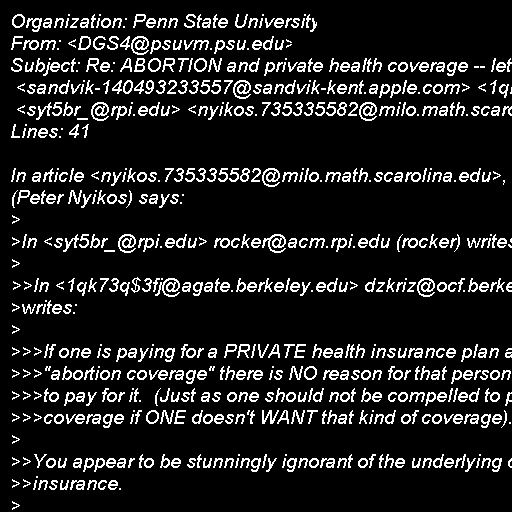 Organization: Penn State University
From: <DGS4@psuvm.psu.edu>
Subject: Re: ABORTION and private health coverage -- let
<sandvik-140493233557@sandvik-kent.apple.com> <1q
<syt5br_@rpi.edu> <nyikos.735335582@milo.math.scaro
Lines: 41

In article <nyikos.735335582@milo.math.scarolina.edu>,
(Peter Nyikos) says:
>
>In <syt5br_@rpi.edu> rocker@acm.rpi.edu (rocker) writes
>
>>In <1qk73q$3fj@agate.berkeley.edu> dzkriz@ocf.berke
>writes:
>
>>>If one is paying for a PRIVATE health insurance plan a
>>>"abortion coverage" there is NO reason for that person
>>>to pay for it.  (Just as one should not be compelled to p
>>>coverage if ONE doesn't WANT that kind of coverage).
>
>>You appear to be stunningly ignorant of the underlying
>>insurance.
>